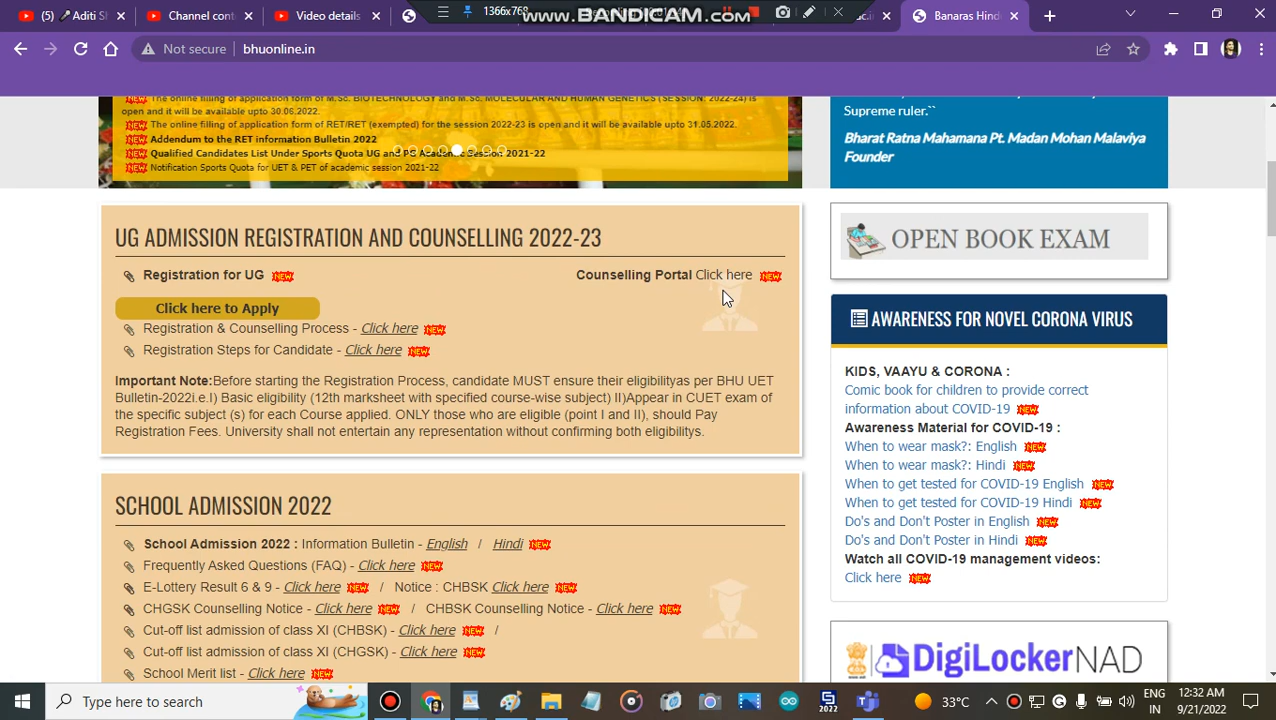 Aditi Sh
Channel conte
Video details
1366x768
www.BANDICAM.com
Banaras Hind
Not secure
bhuonline.in
NEW The online filling of application form of M.Sc. BIOTECHNOLOGY and M.Sc. MOLECULAR AND HUMAN GENETICS (SESSION: 2022-24) is
open and it will be available upto 30.06.2022.
NEW The online filling of application form of RET/RET (exempted) for the session 2022-23 is open and it will be available upto 31.05.2022.
NEW Addendum to the RET information Bulletin 2022
NEW Qualified Candidates List Under Sports Quota UG and PG Academic Session 2021-22
NEW Notification Sports Quota for UET & PET of academic session 2021-22
Supreme ruler.``
Bharat Ratna Mahamana Pt. Madan Mohan Malaviya
Founder
UG ADMISSION REGISTRATION AND COUNSELLING 2022-23
Registration for UG NEW
Counselling Portal Click here NEW
Click here to Apply
Registration & Counselling Process - Click here NEW
Registration Steps for Candidate - Click here NEW
Important Note:Before starting the Registration Process, candidate MUST ensure their eligibilityas per BHU UET
Bulletin-2022i.e.I) Basic eligibility (12th marksheet with specified course-wise subject) II)Appear in CUET exam of
the specific subject (s) for each Course applied. ONLY those who are eligible (point I and II), should Pay
Registration Fees. University shall not entertain any representation without confirming both eligibilitys.
SCHOOL ADMISSION 2022
School Admission 2022 : Information Bulletin - English / Hindi NEW
Frequently Asked Questions (FAQ) - Click here NEW
E-Lottery Result 6 & 9 - Click here NEW / Notice : CHBSK Click here NEW
CHGSK Counselling Notice - Click here NEW / CHBSK Counselling Notice - Click here NEW
Cut-off list admission of class XI (CHBSK) - Click here NEW /
Cut-off list admission of class XI (CHGSK) - Click here NEW
School Merit list - Click here NEW
OPEN BOOK EXAM
AWARENESS FOR NOVEL CORONA VIRUS
KIDS, VAAYU & CORONA :
Comic book for children to provide correct
information about COVID-19 NEW
Awareness Material for COVID-19 :
When to wear mask?: English NEW
When to wear mask?: Hindi NEW
When to get tested for COVID-19 English NEW
When to get tested for COVID-19 Hindi NEW
Do's and Don't Poster in English NEW
Do's and Don't Poster in Hindi NEW
Watch all COVID-19 management videos:
Click here NEW
DigiLocker NAD
Type here to search
2022
33°C
ENG
IN
12:32 AM
9/21/2022